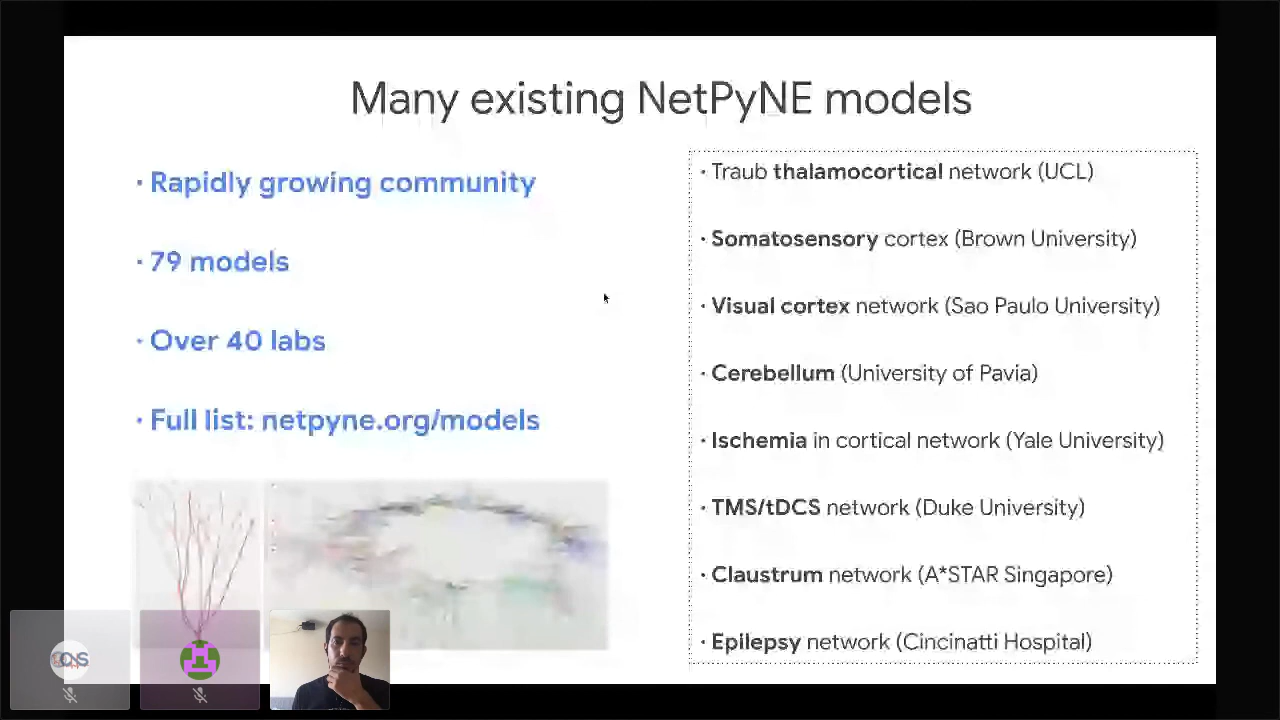 Many existing NetPyNE models
· Rapidly growing community
· 79 models
· Over 40 labs
· Full list: netpyne.org/models
· Traub thalamocortical network (UCL)
· Somatosensory cortex (Brown University)
· Visual cortex network (Sao Paulo University)
· Cerebellum (University of Pavia)
· Ischemia in cortical network (Yale University)
· TMS/tDCS network (Duke University)
· Claustrum network (A*STAR Singapore)
· Epilepsy network (Cincinatti Hospital)